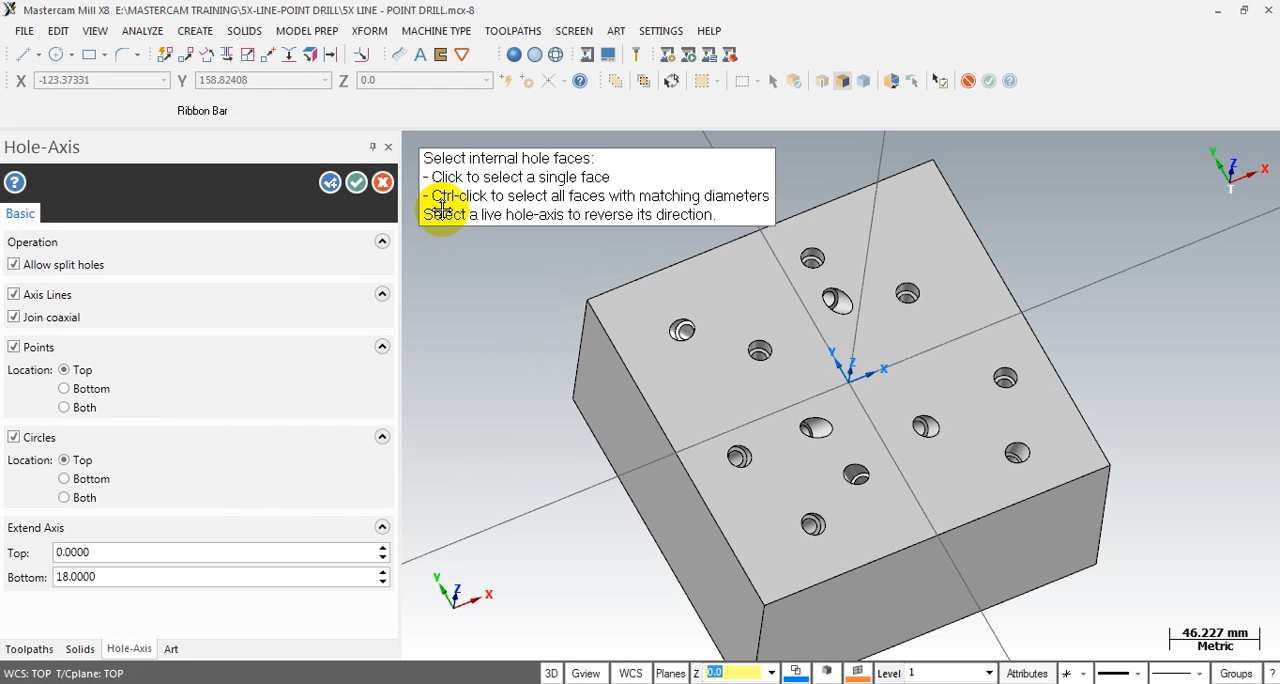 Mastercam Mill X8 E:\MASTERCAM TRAINING\5X-LINE-POINT DRILL\5X LINE - POINT DRILL.mcx-8
FILE EDIT VIEW ANALYZE CREATE SOLIDS MODEL PREP XFORM MACHINE TYPE TOOLPATHS SCREEN ART SETTINGS HELP
X -123.37331 Y 158.82408 Z 0.0
Ribbon Bar
Hole-Axis
Basic
Operation
Allow split holes
Axis Lines
Join coaxial
Points
Location: Top
Bottom
Both
Circles
Location: Top
Bottom
Both
Extend Axis
Top: 0.0000
Bottom: 18.0000
Toolpaths Solids Hole-Axis Art
Select internal hole faces:
- Click to select a single face
- Ctrl-click to select all faces with matching diameters
Select a live hole-axis to reverse its direction.
Y Z X
T
Y Z X
Y Z X
46.227 mm
Metric
WCS: TOP T/Cplane: TOP
3D Gview WCS Planes Z 0.0 Level 1 Attributes Groups ?